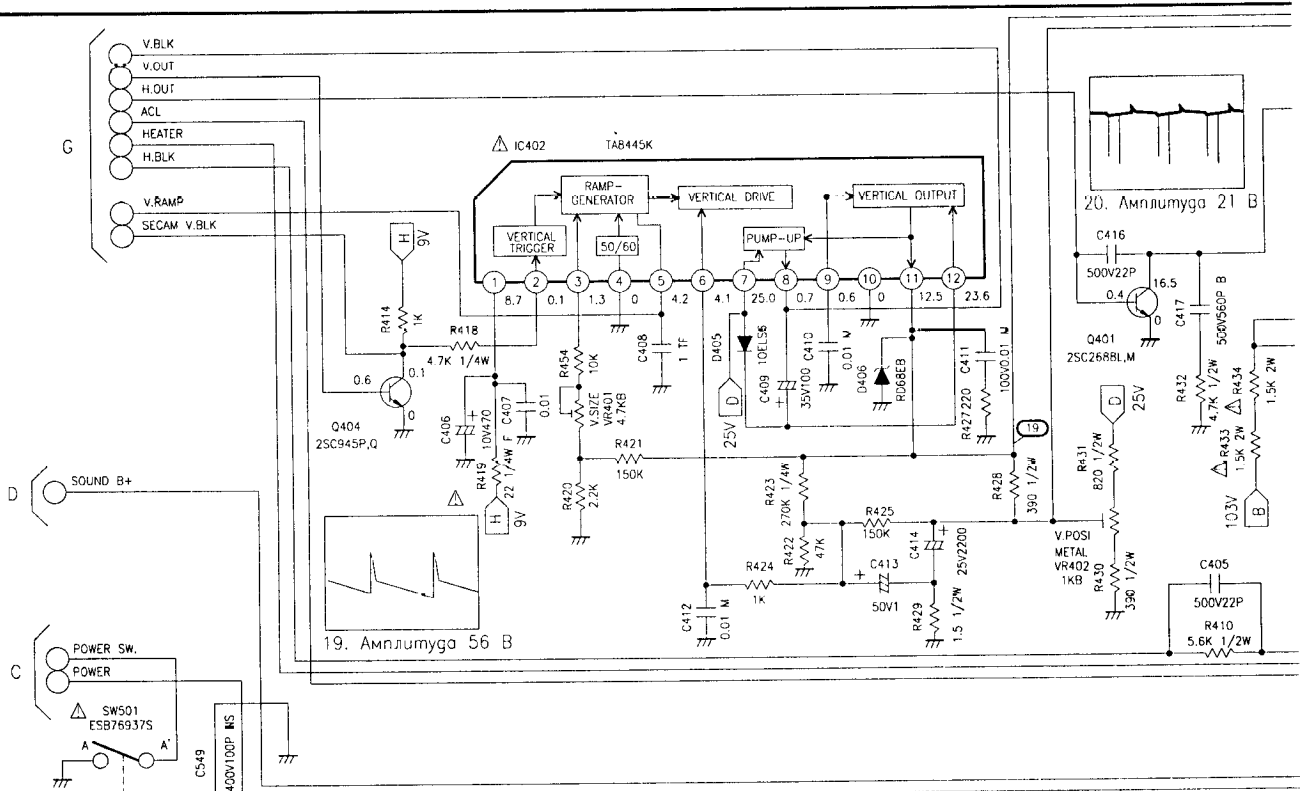 G
V.BLK
V.OUT
H.OUT
ACL
HEATER
H.BLK
V.RAMP
SECAM V.BLK
H
9V
R414
1K
R418
4.7K 1/4W
0.6
0.1
0
Q404
2SC945P,Q
IC402
TA8445K
RAMP-
GENERATOR
VERTICAL DRIVE
VERTICAL OUTPUT
VERTICAL
TRIGGER
50/60
PUMP-UP
1
2
3
4
5
6
7
8
9
10
11
12
8.7
0.1
1.3
0
4.2
4.1
25.0
0.7
0.6
0
12.5
23.6
C406
10V470
C407
0.01
F
R419
22 1/4W
H
9V
R454
10K
V.SIZE
VR401
4.7KB
R420
2.2K
R421
150K
C408
1 TF
D405
10ELS6
D
25V
C409
35V100
C410
0.01 M
D406
RD68EB
C411
100V0.01 M
R427 220
19
R428
390 1/2W
R423
270K 1/4W
R422
47K
R425
150K
C414
25V2200
C413
50V1
R424
1K
C412
0.01 M
R429
1.5 1/2W
20. Амплитуда 21 В
C416
500V22P
16.5
0.4
0
Q401
2SC268BL,M
C417
500V560P B
R432
4.7K 1/2W
R434
1.5K 2W
R433
1.5K 2W
103V
B
D
25V
R431
820 1/2W
V.POSI
METAL
VR402
1KB
R430
390 1/2W
C405
500V22P
R410
5.6K 1/2W
D
SOUND B+
19. Амплитуда 56 В
C
POWER SW.
POWER
SW501
ESB76937S
A
A'
C549
400V100P NS